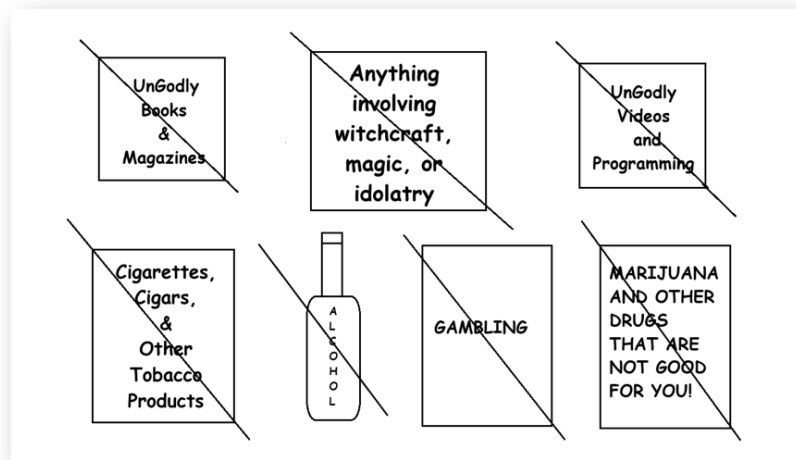 UnGodly
Books
&
Magazines
Anything
involving
witchcraft,
magic, or
idolatry
UnGodly
Videos
and
Programming
Cigarettes,
Cigars,
&
Other
Tobacco
Products
ALCOHOL
GAMBLING
MARIJUANA
AND OTHER
DRUGS
THAT ARE
NOT GOOD
FOR YOU!